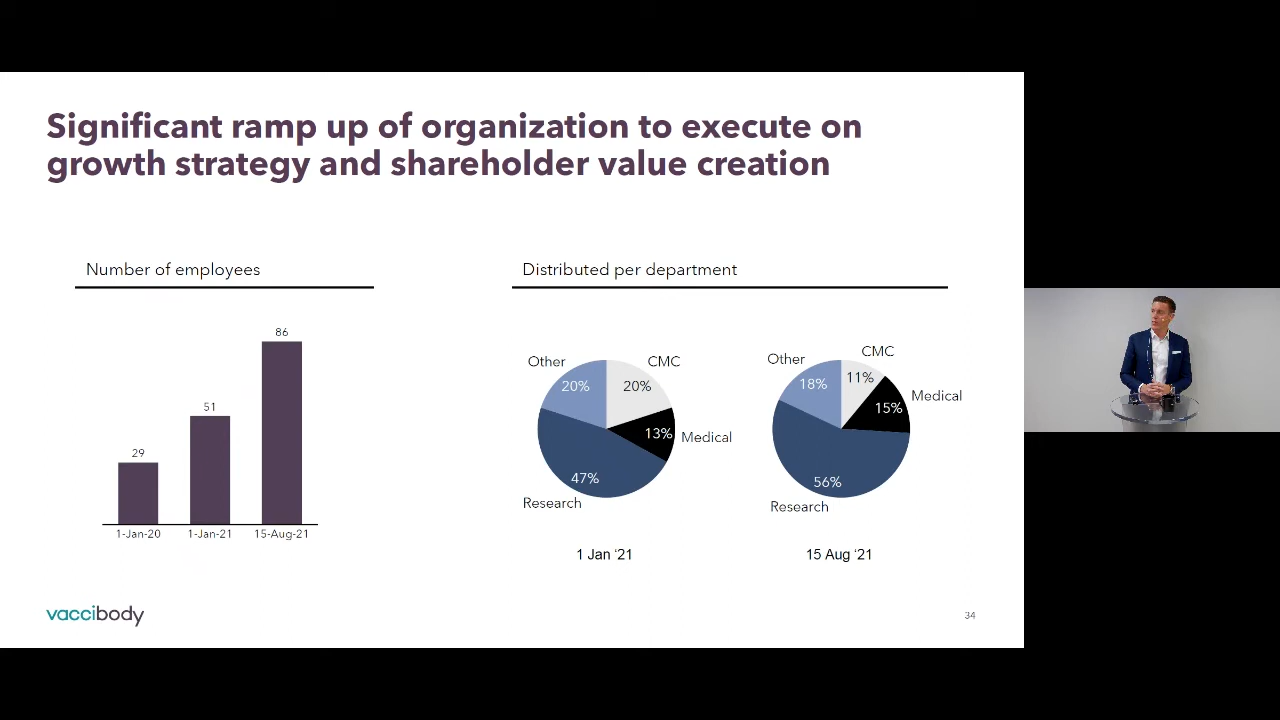 Significant ramp up of organization to execute on
growth strategy and shareholder value creation
Number of employees
86
51
29
1-Jan-20
1-Jan-21
15-Aug-21
Distributed per department
Other
CMC
20%
20%
13%
Medical
47%
Research
1 Jan ‘21
Other
CMC
18%
11%
Medical
15%
56%
Research
15 Aug ‘21
vaccibody
34